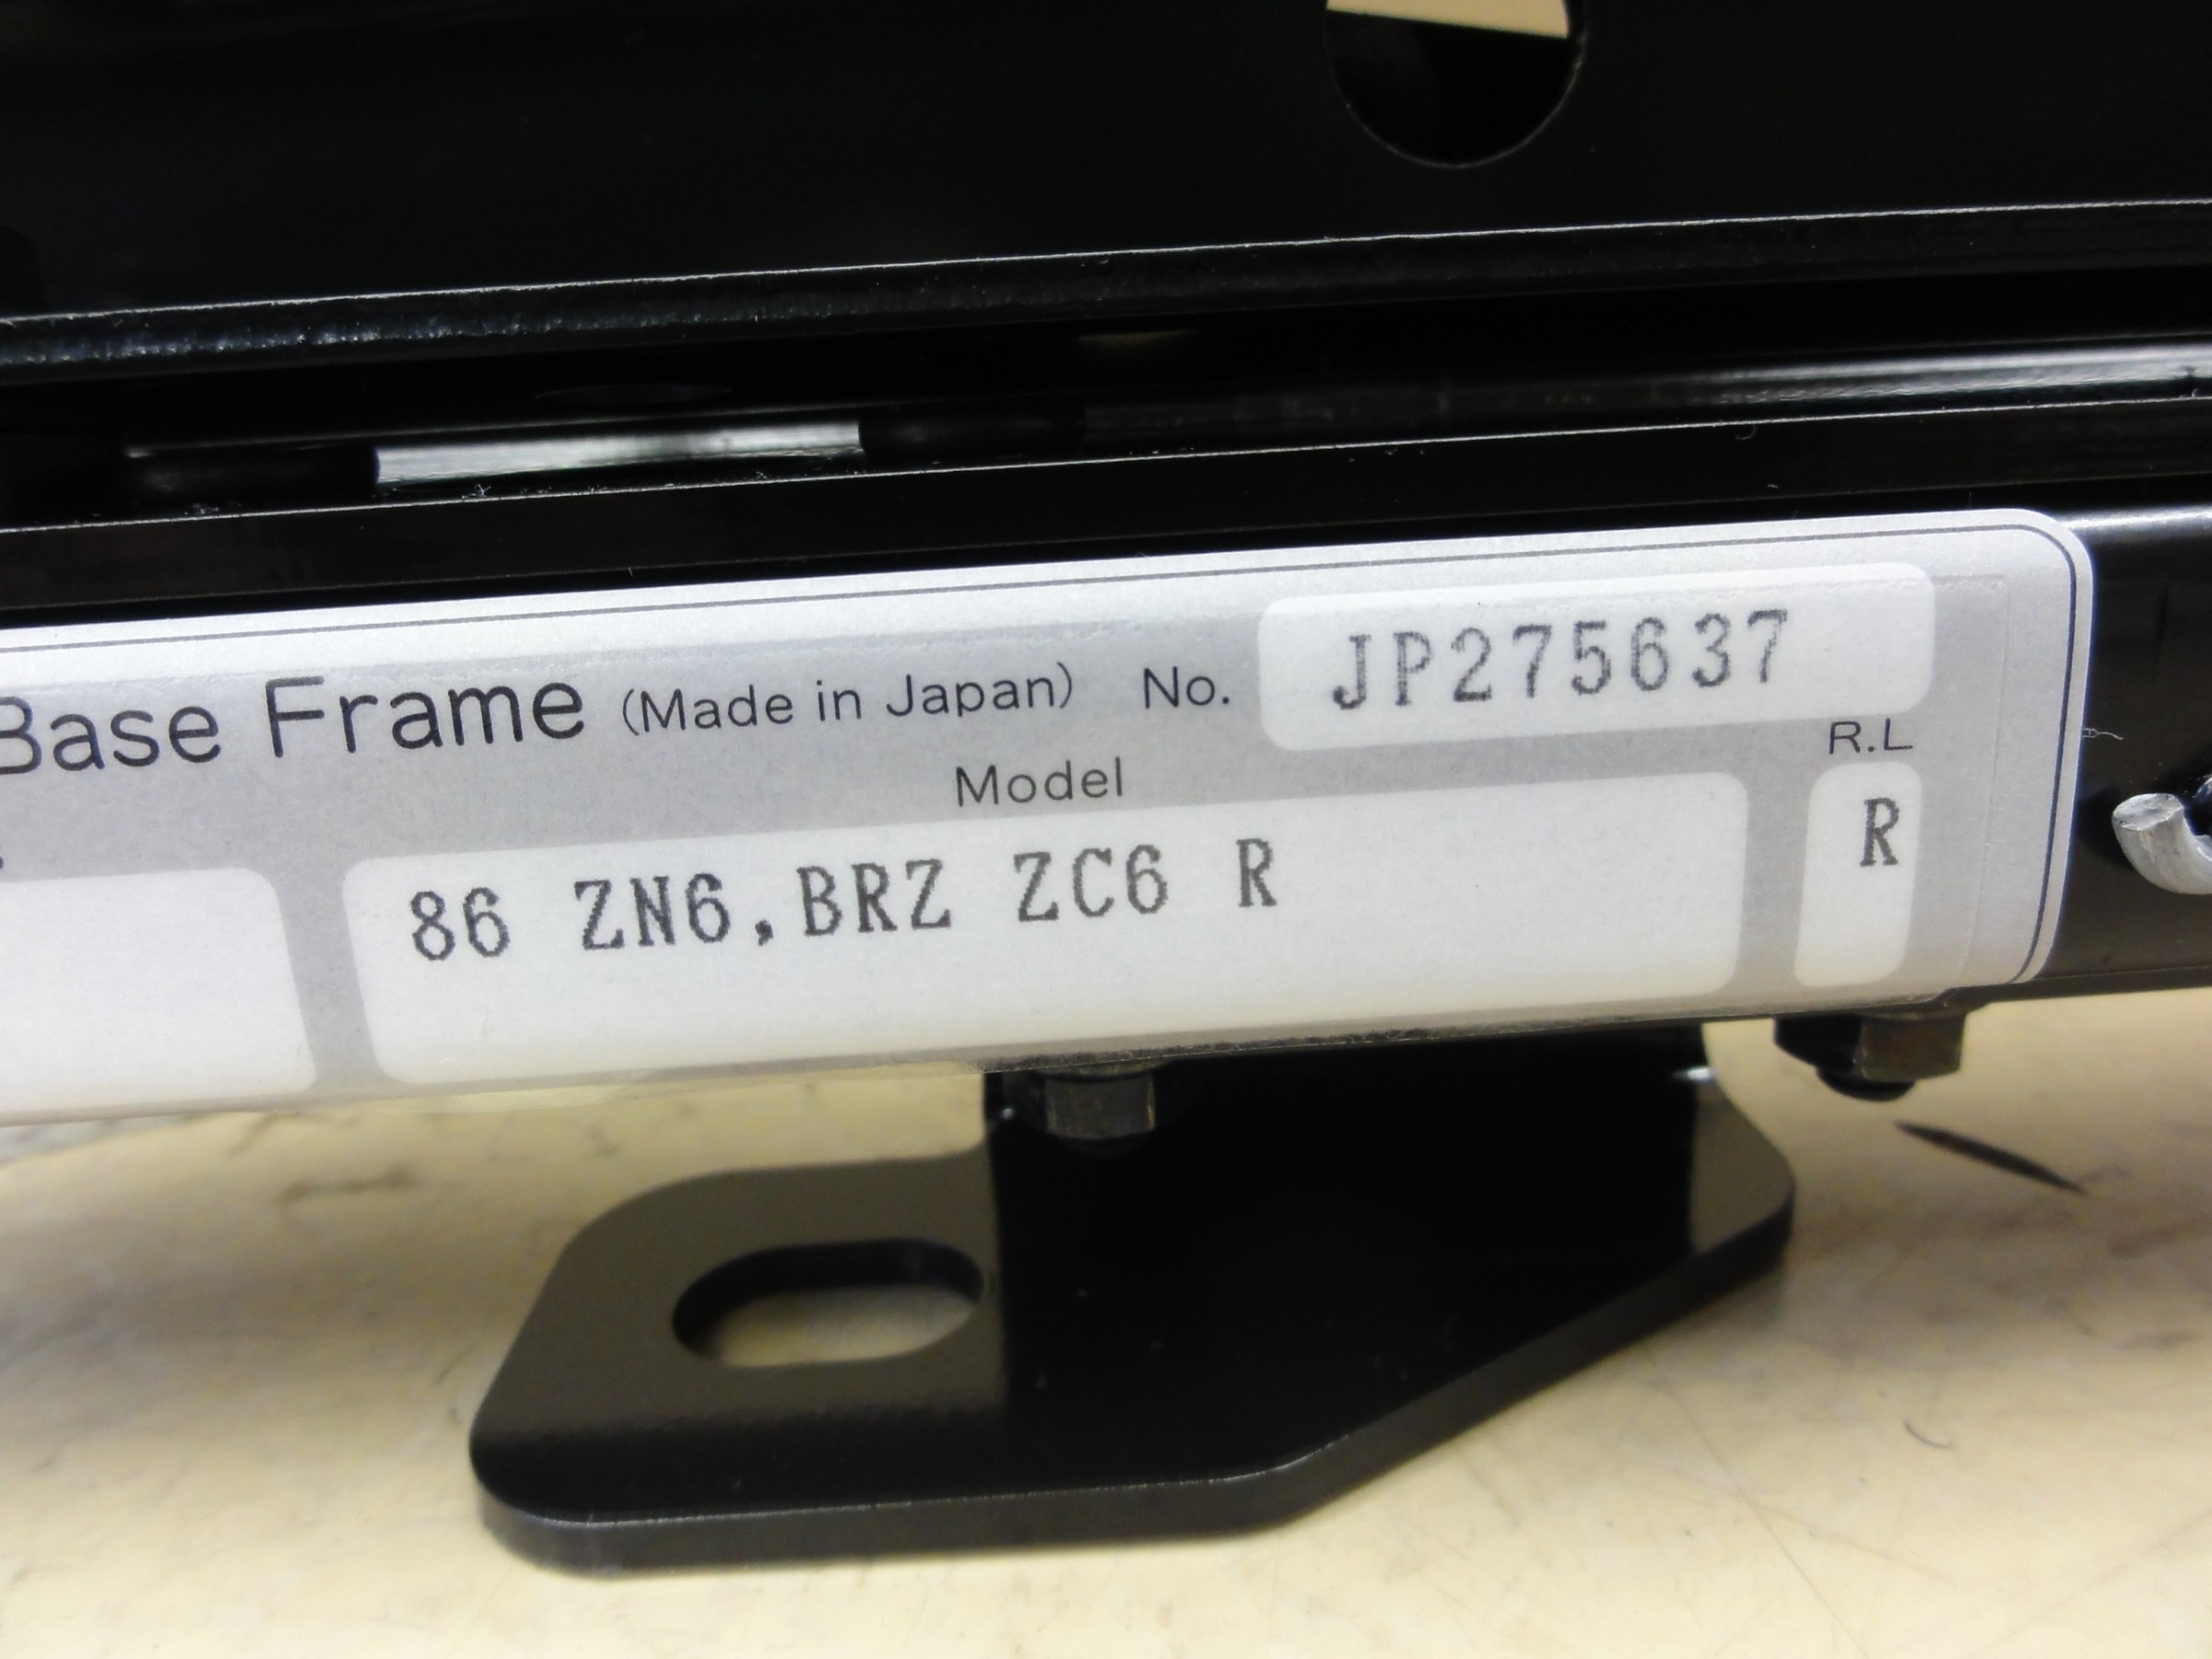 Base Frame (Made in Japan) No. JP275637
Model R.L
86 ZN6,BRZ ZC6 R R